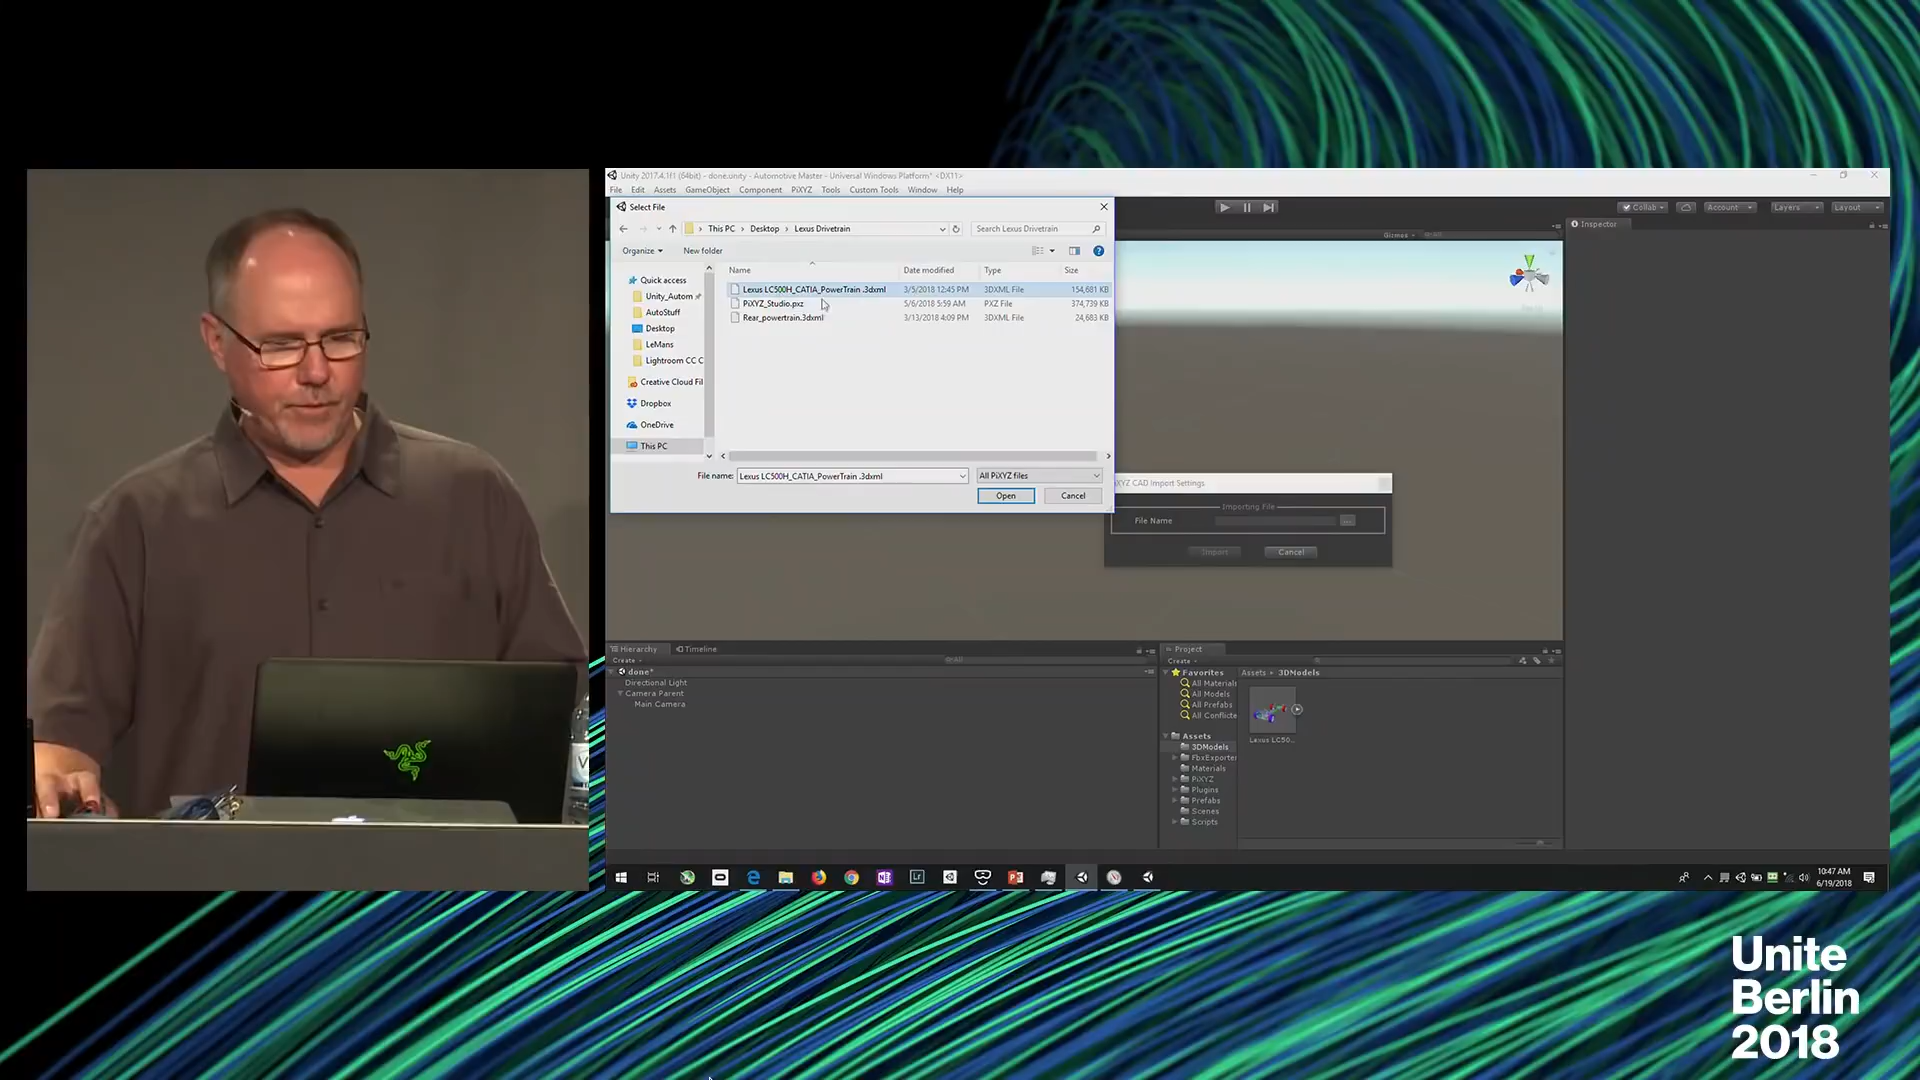 Unity 2017.4.1f1 (64bit) - done.unity - Automotive Master - Universal Windows Platform* <DX11>
File Edit Assets GameObject Component PiXYZ Tools Custom Tools Window Help
Select File
Collab Account Layers Layout
This PC Desktop Lexus Drivetrain
Search Lexus Drivetrain
Inspector
Gizmos All
Organize New folder
Name Date modified Type Size
Quick access
Lexus LC500H_CATIA_PowerTrain .3dxml 3/5/2018 12:45 PM 3DXML File 154,681 KB
Unity_Autom
PiXYZ_Studio.pxz 5/6/2018 5:59 AM PXZ File 374,739 KB
AutoStuff
Rear_powertrain.3dxml 3/13/2018 4:09 PM 3DXML File 24,683 KB
Desktop
LeMans
Lightroom CC C
Creative Cloud Fil
Dropbox
OneDrive
This PC
File name: Lexus LC500H_CATIA_PowerTrain .3dxml All PiXYZ files
Open Cancel
XYZ CAD Import Settings
Importing File
File Name ...
Import Cancel
Hierarchy Timeline
Create All
done*
Directional Light
Camera Parent
Main Camera
Project
Create
Favorites
All Materials
All Models
All Prefabs
All Conflicte
Assets
3DModels
FbxExporter
Materials
PiXYZ
Plugins
Prefabs
Scenes
Scripts
Assets 3DModels
Lexus LC50...
10:47 AM
6/19/2018
Unite
Berlin
2018